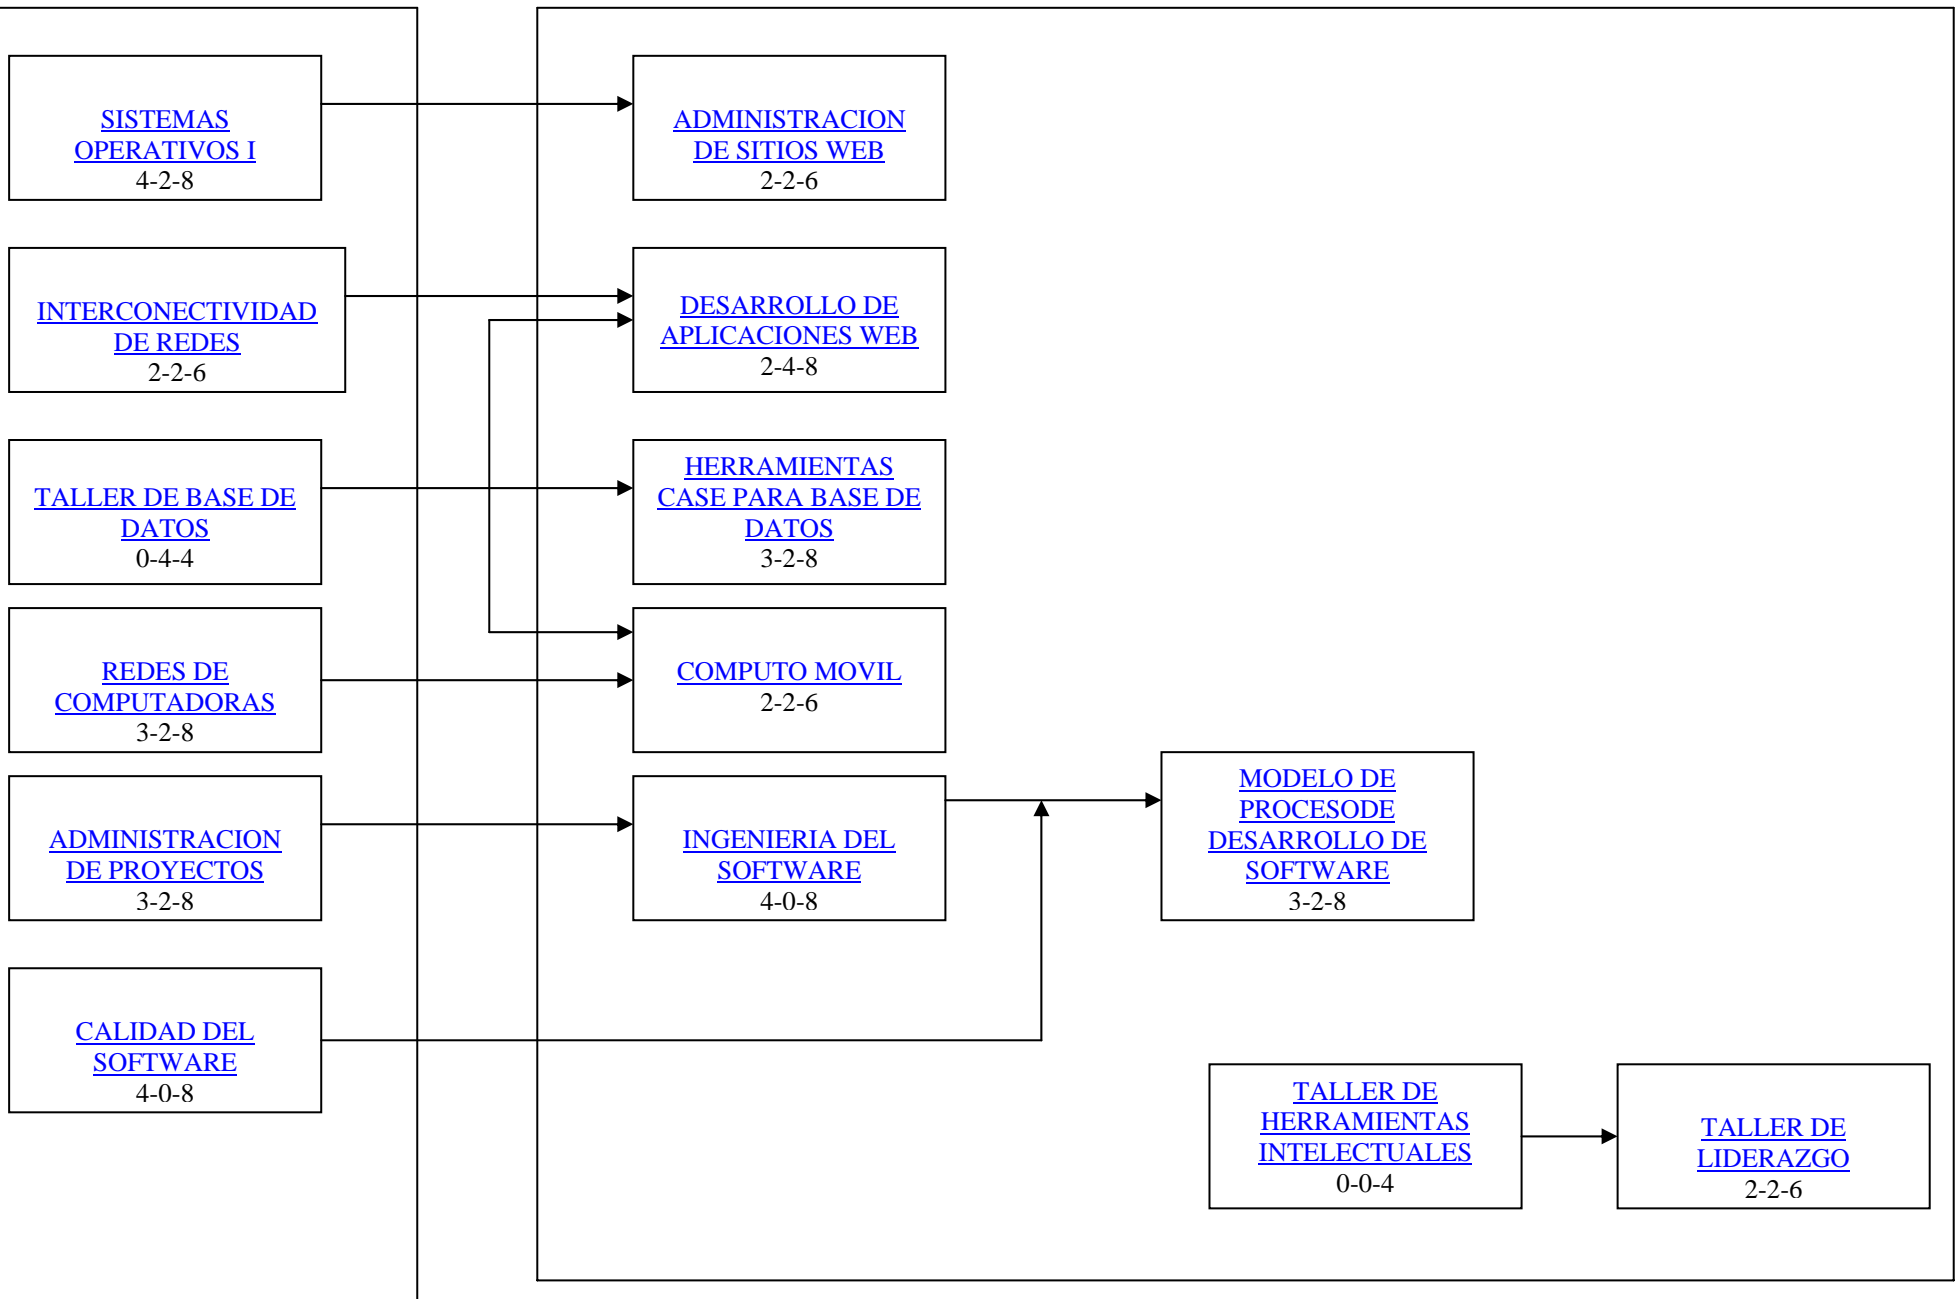 SISTEMAS
OPERATIVOS I
4-2-8
ADMINISTRACION
DE SITIOS WEB
2-2-6
INTERCONECTIVIDAD
DE REDES
2-2-6
DESARROLLO DE
APLICACIONES WEB
2-4-8
TALLER DE BASE DE
DATOS
0-4-4
HERRAMIENTAS
CASE PARA BASE DE
DATOS
3-2-8
REDES DE
COMPUTADORAS
3-2-8
COMPUTO MOVIL
2-2-6
ADMINISTRACION
DE PROYECTOS
3-2-8
INGENIERIA DEL
SOFTWARE
4-0-8
MODELO DE
PROCESODE
DESARROLLO DE
SOFTWARE
3-2-8
CALIDAD DEL
SOFTWARE
4-0-8
TALLER DE
HERRAMIENTAS
INTELECTUALES
0-0-4
TALLER DE
LIDERAZGO
2-2-6